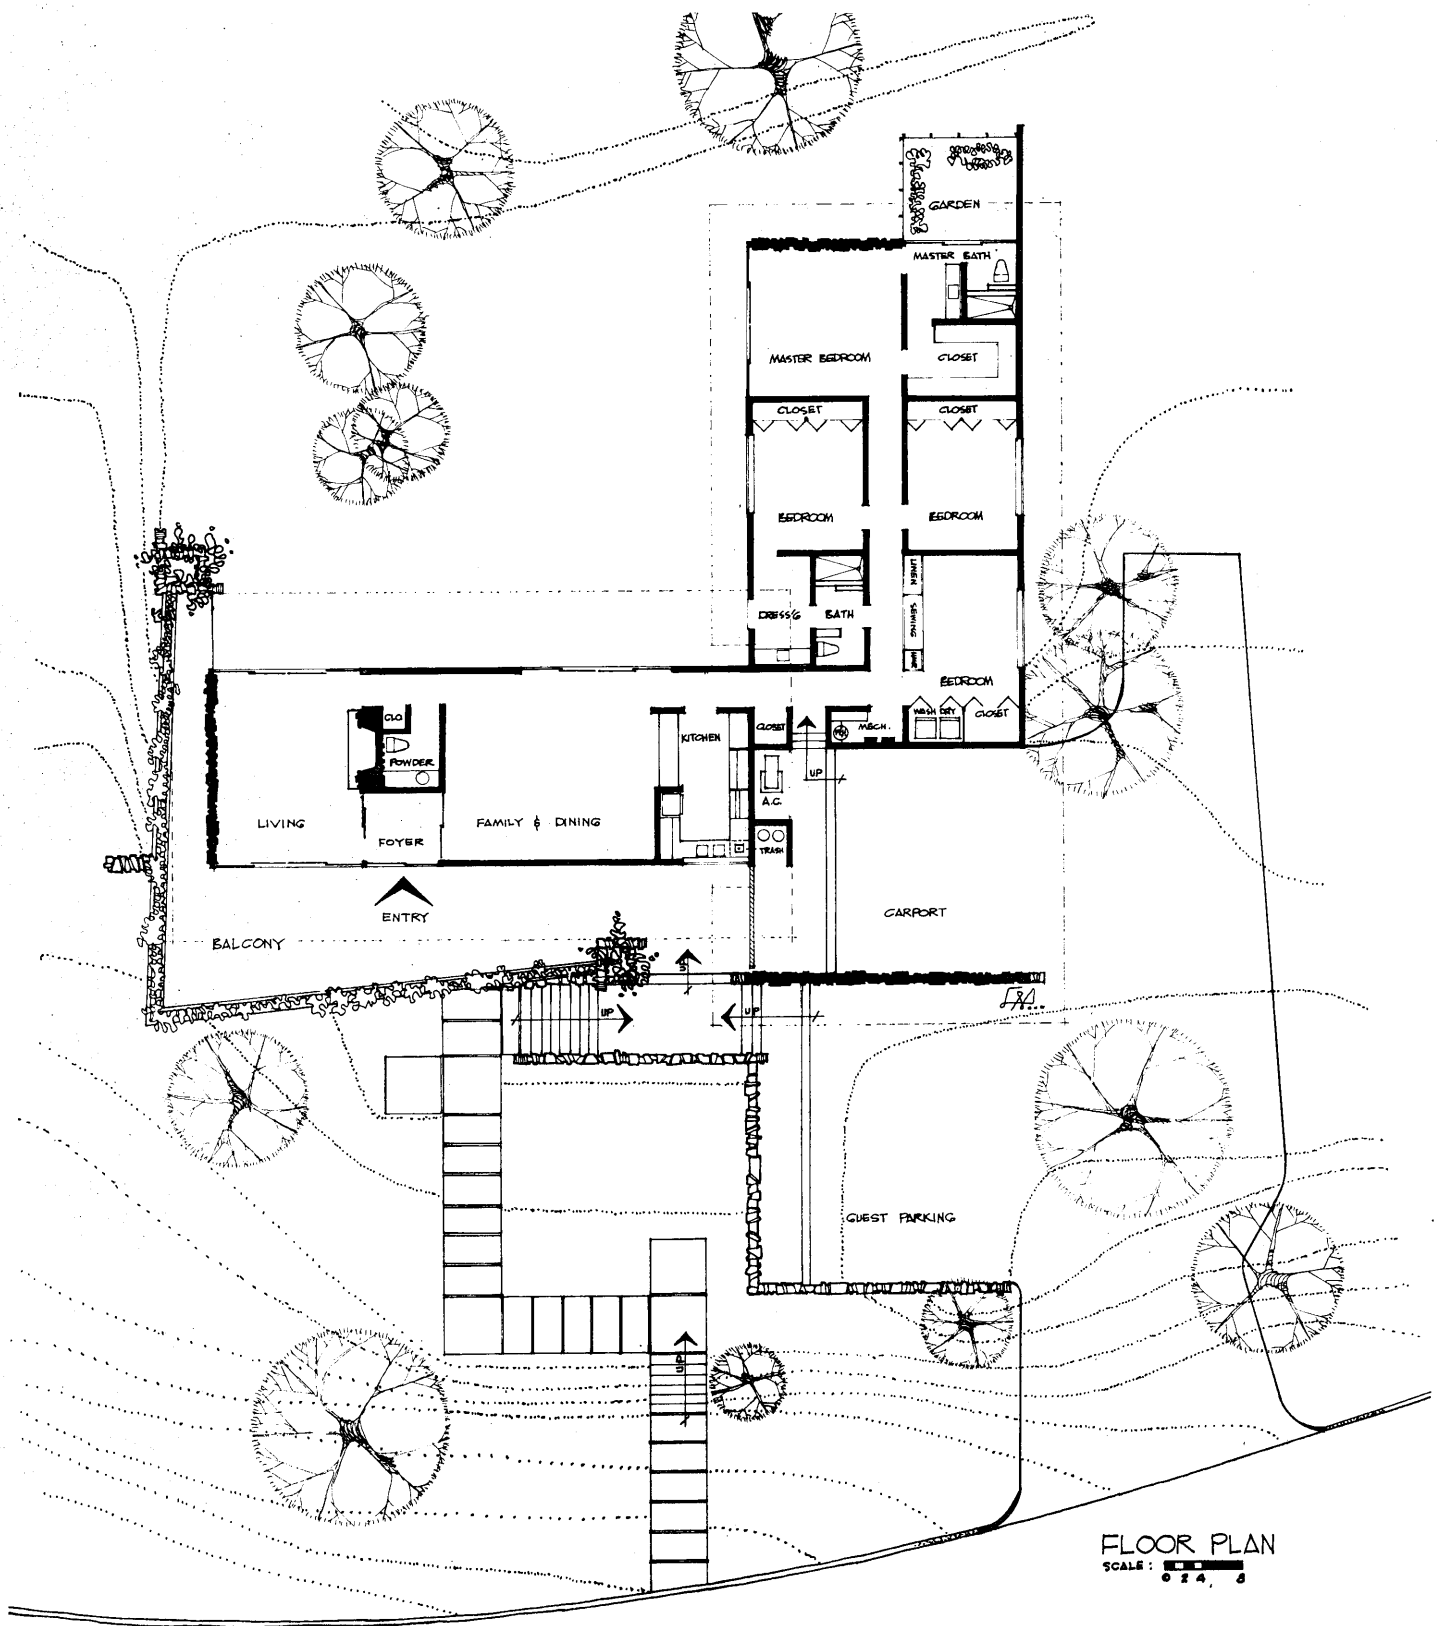 GARDEN
MASTER BATH
MASTER BEDROOM
CLOSET
CLOSET
CLOSET
BEDROOM
BEDROOM
LINEN
SEWING
DRESS'G
BATH
BEDROOM
WASH DRY
CLOSET
CLO.
POWDER
KITCHEN
CLOSET
MECH.
UP
A.C.
TRASH
LIVING
FOYER
FAMILY & DINING
ENTRY
BALCONY
CARPORT
UP
UP
UP
GUEST PARKING
UP
FLOOR PLAN
SCALE:
0 2 4 8